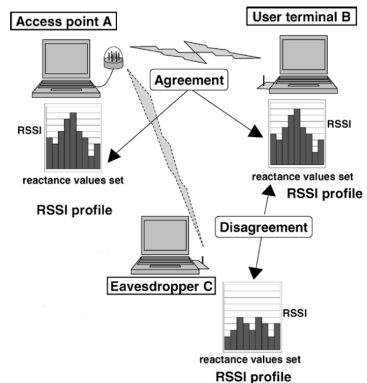 Access point A
User terminal B
Agreement
RSSI
RSSI
reactance values set
reactance values set
RSSI profile
RSSI profile
Disagreement
Eavesdropper C
RSSI
reactance values set
RSSI profile